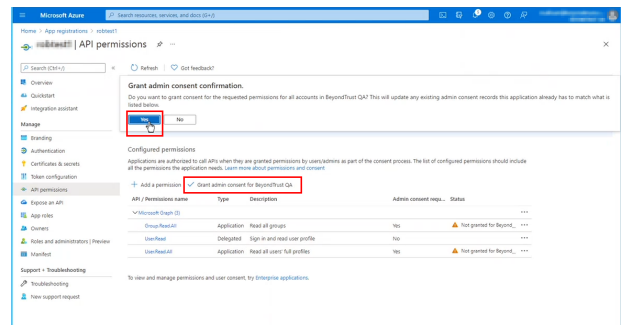 Microsoft Azure
Search resources, services, and docs (G+/)
Home > App registrations > robtest1
| API permissions
Search (Ctrl+/)
Refresh
Got feedback?
Overview
Quickstart
Integration assistant
Manage
Branding
Authentication
Certificates & secrets
Token configuration
API permissions
Expose an API
App roles
Owners
Roles and administrators | Preview
Manifest
Support + Troubleshooting
Troubleshooting
New support request
Grant admin consent confirmation.
Do you want to grant consent for the requested permissions for all accounts in BeyondTrust QA? This will update any existing admin consent records this application already has to match what is
listed below.
Yes
No
Configured permissions
Applications are authorized to call APIs when they are granted permissions by users/admins as part of the consent process. The list of configured permissions should include
all the permissions the application needs. Learn more about permissions and consent
+ Add a permission
Grant admin consent for BeyondTrust QA
API / Permissions name Type Description Admin consent requ... Status
Microsoft Graph (3)
Group.Read.All Application Read all groups Yes Not granted for Beyond...
User.Read Delegated Sign in and read user profile No
User.Read.All Application Read all users' full profiles Yes Not granted for Beyond...
To view and manage permissions and user consent, try Enterprise applications.